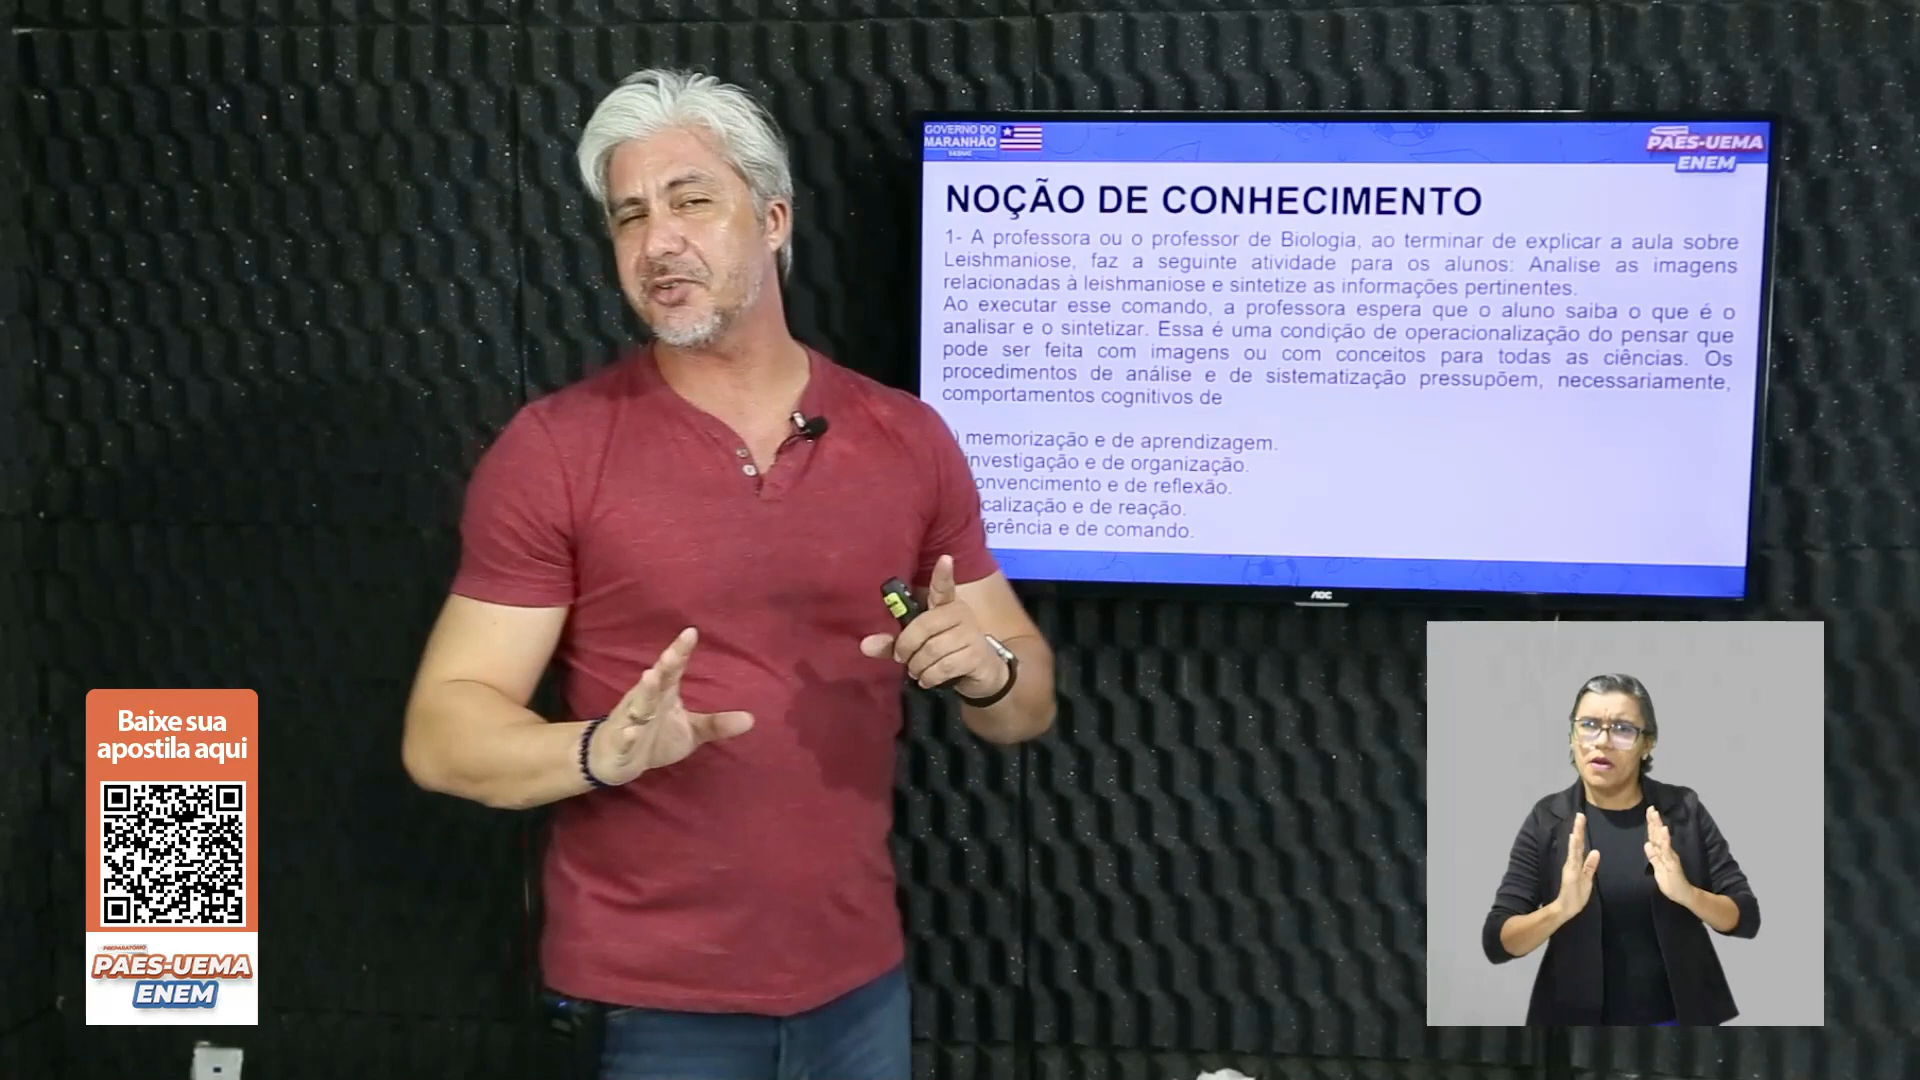 GOVERNO DO
MARANHÃO
PAES-UEMA
ENEM
NOÇÃO DE CONHECIMENTO
1- A professora ou o professor de Biologia, ao terminar de explicar a aula sobre
Leishmaniose, faz a seguinte atividade para os alunos: Analise as imagens
relacionadas à leishmaniose e sintetize as informações pertinentes.
Ao executar esse comando, a professora espera que o aluno saiba o que é o
analisar e o sintetizar. Essa é uma condição de operacionalização do pensar que
pode ser feita com imagens ou com conceitos para todas as ciências. Os
procedimentos de análise e de sistematização pressupõem, necessariamente,
comportamentos cognitivos de
) memorização e de aprendizagem.
investigação e de organização.
onvencimento e de reflexão.
calização e de reação.
ferência e de comando.
AOC
Baixe sua
apostila aqui
PREPARATÓRIO
PAES-UEMA
ENEM